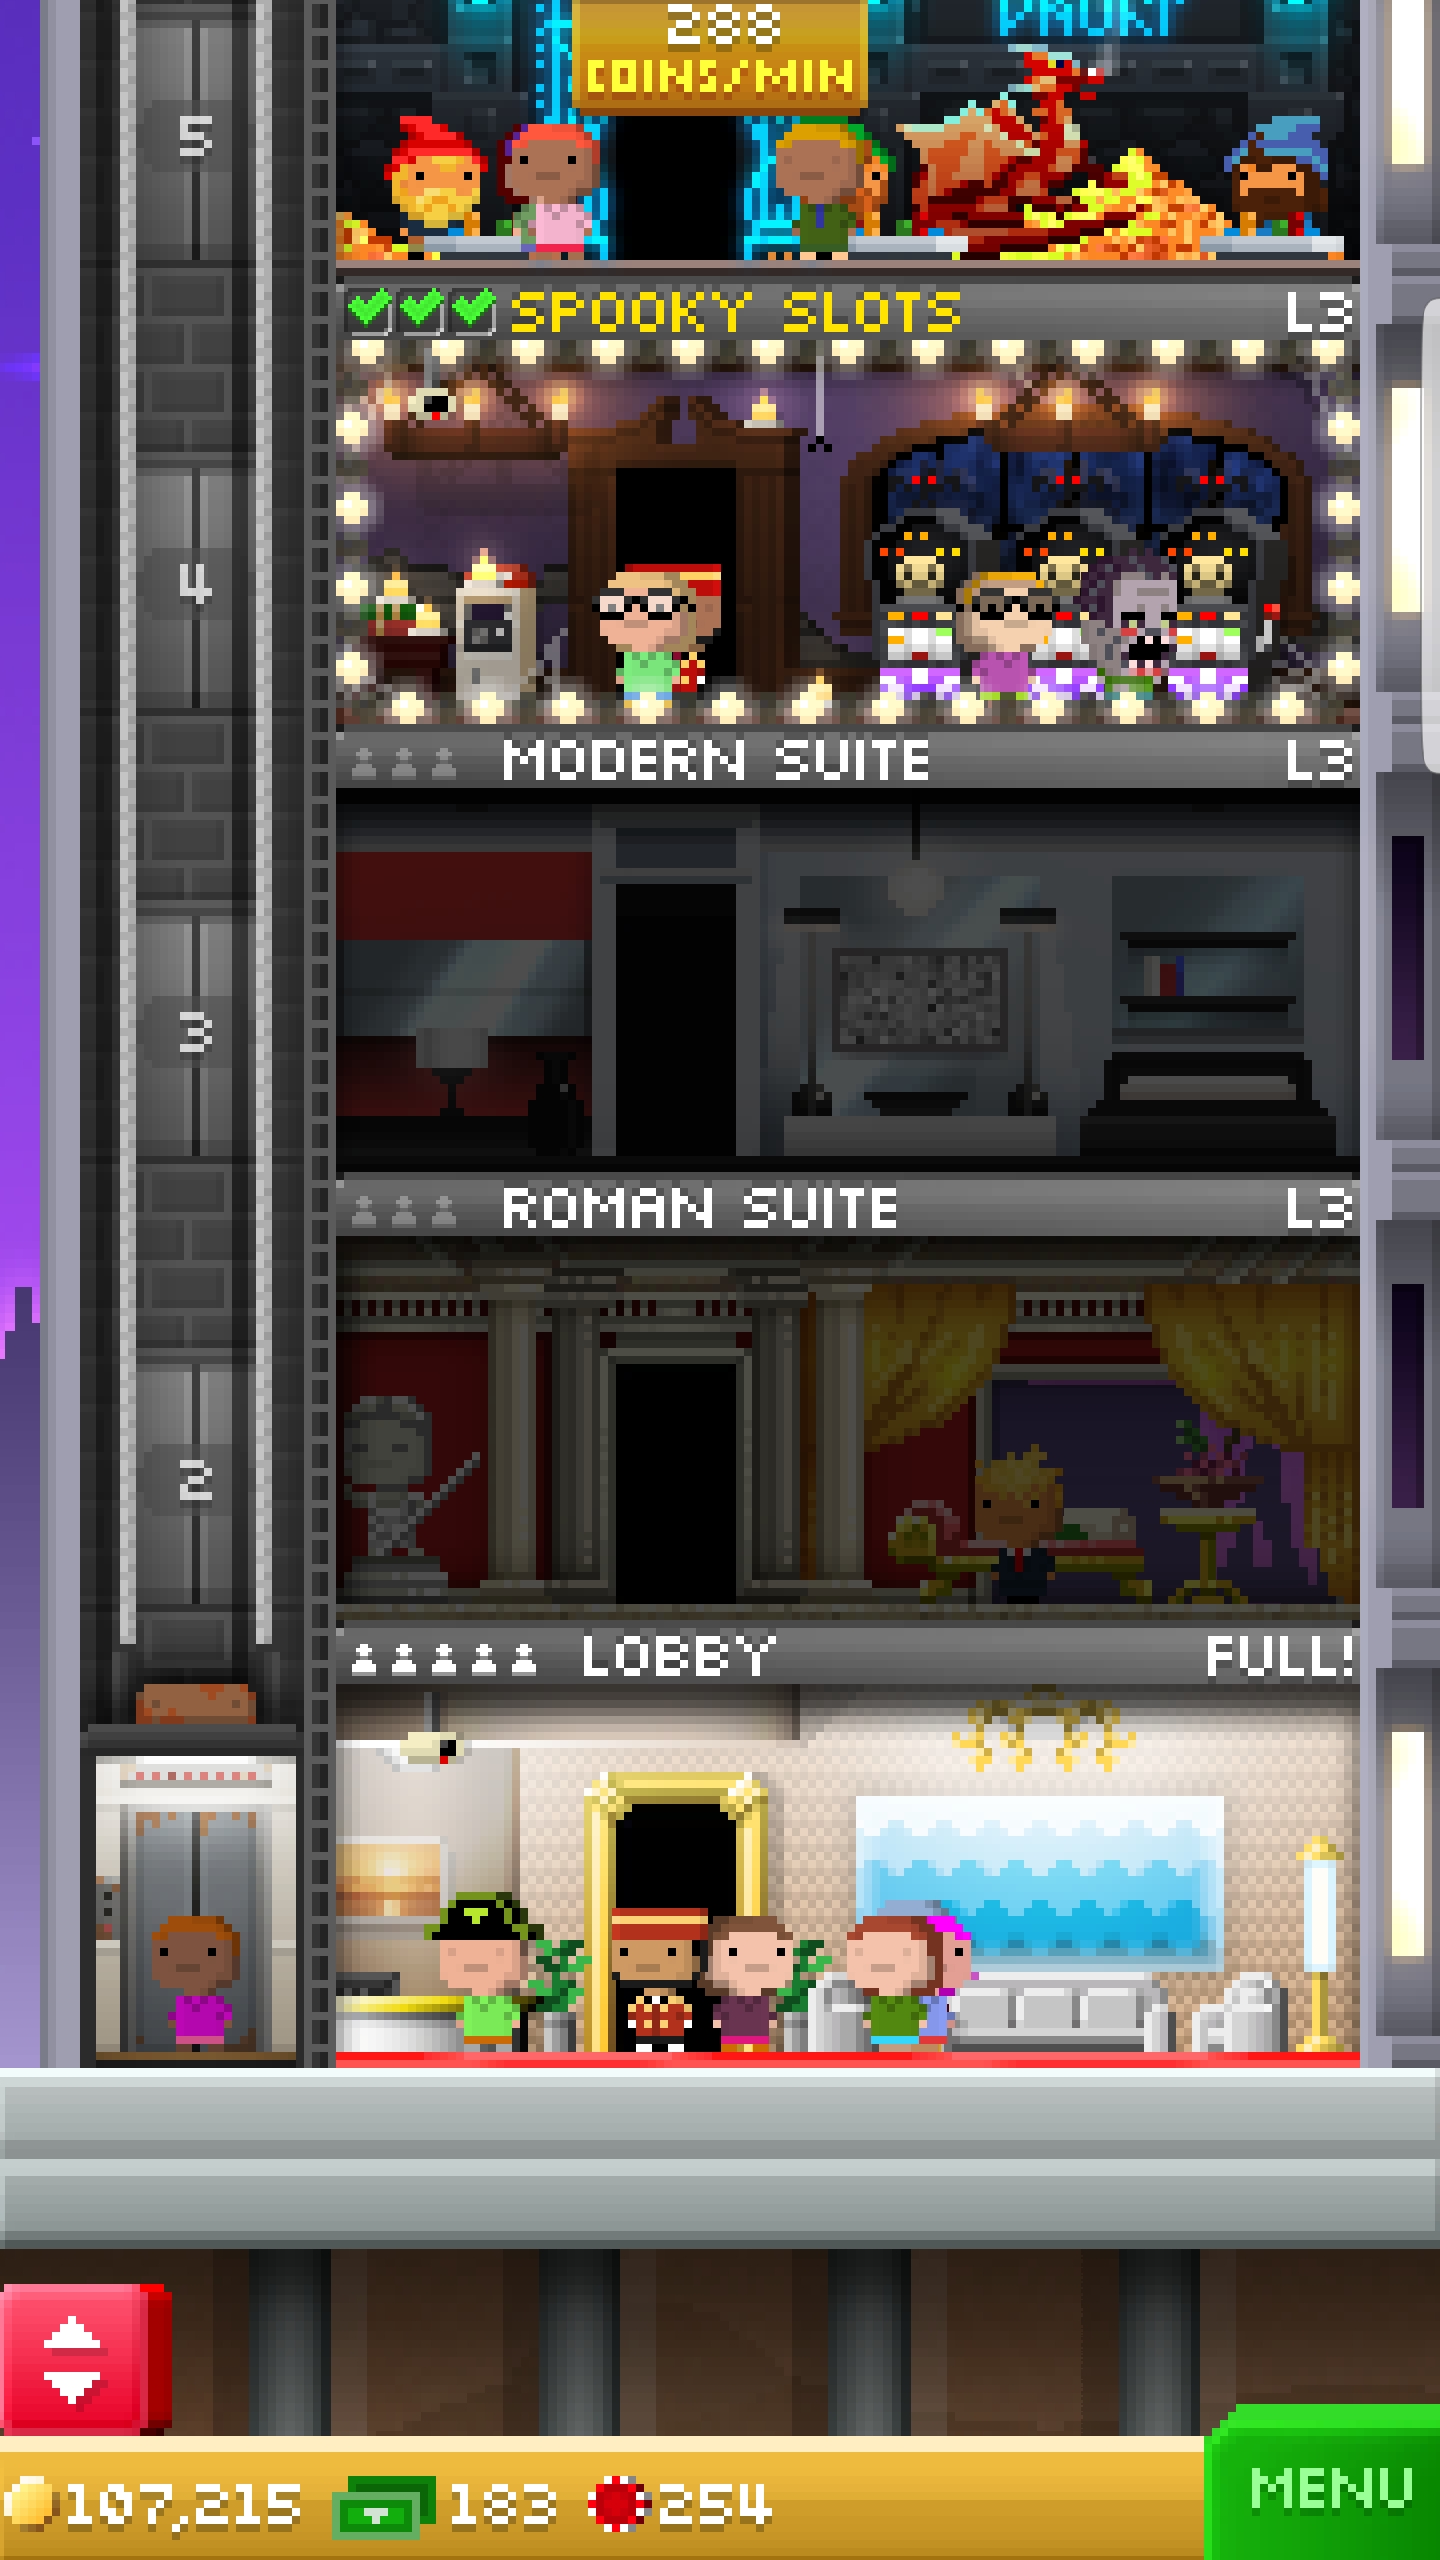 288
COINS/MIN
5
SPOOKY SLOTS L3
4
MODERN SUITE L3
3
ROMAN SUITE L3
2
LOBBY FULL!
107,215 183 254
MENU